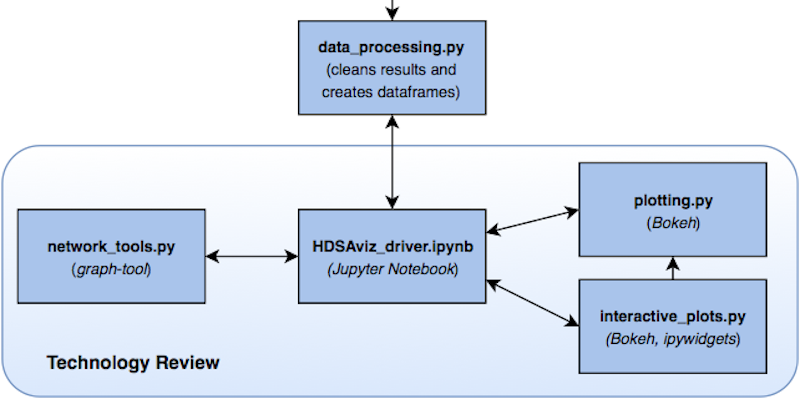 data_processing.py
(cleans results and
creates dataframes)
network_tools.py
(graph-tool)
HDSAviz_driver.ipynb
(Jupyter Notebook)
plotting.py
(Bokeh)
interactive_plots.py
(Bokeh, ipywidgets)
Technology Review